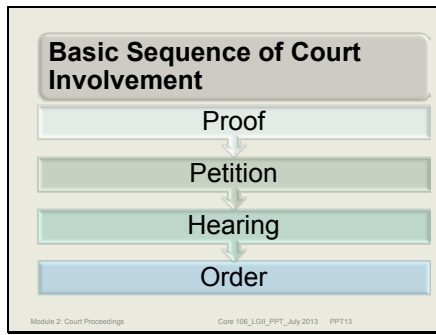 Basic Sequence of Court
Involvement
Proof
Petition
Hearing
Order
Module 2: Court Proceedings Core 106_LGII_PPT_July 2013 PPT13